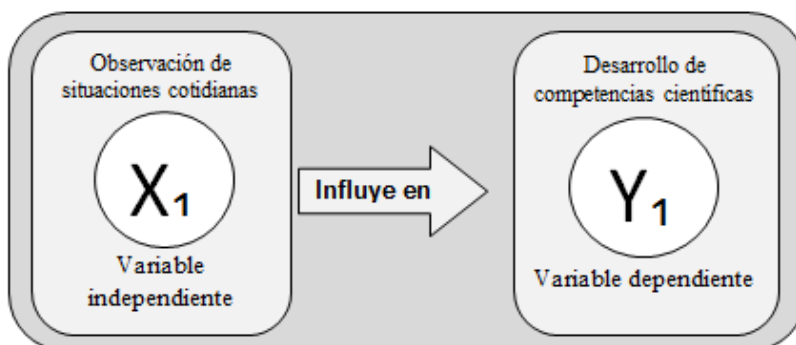 Observación de
situaciones cotidianas
X₁
Variable
independiente
Influye en
Desarrollo de
competencias científicas
Y₁
Variable dependiente